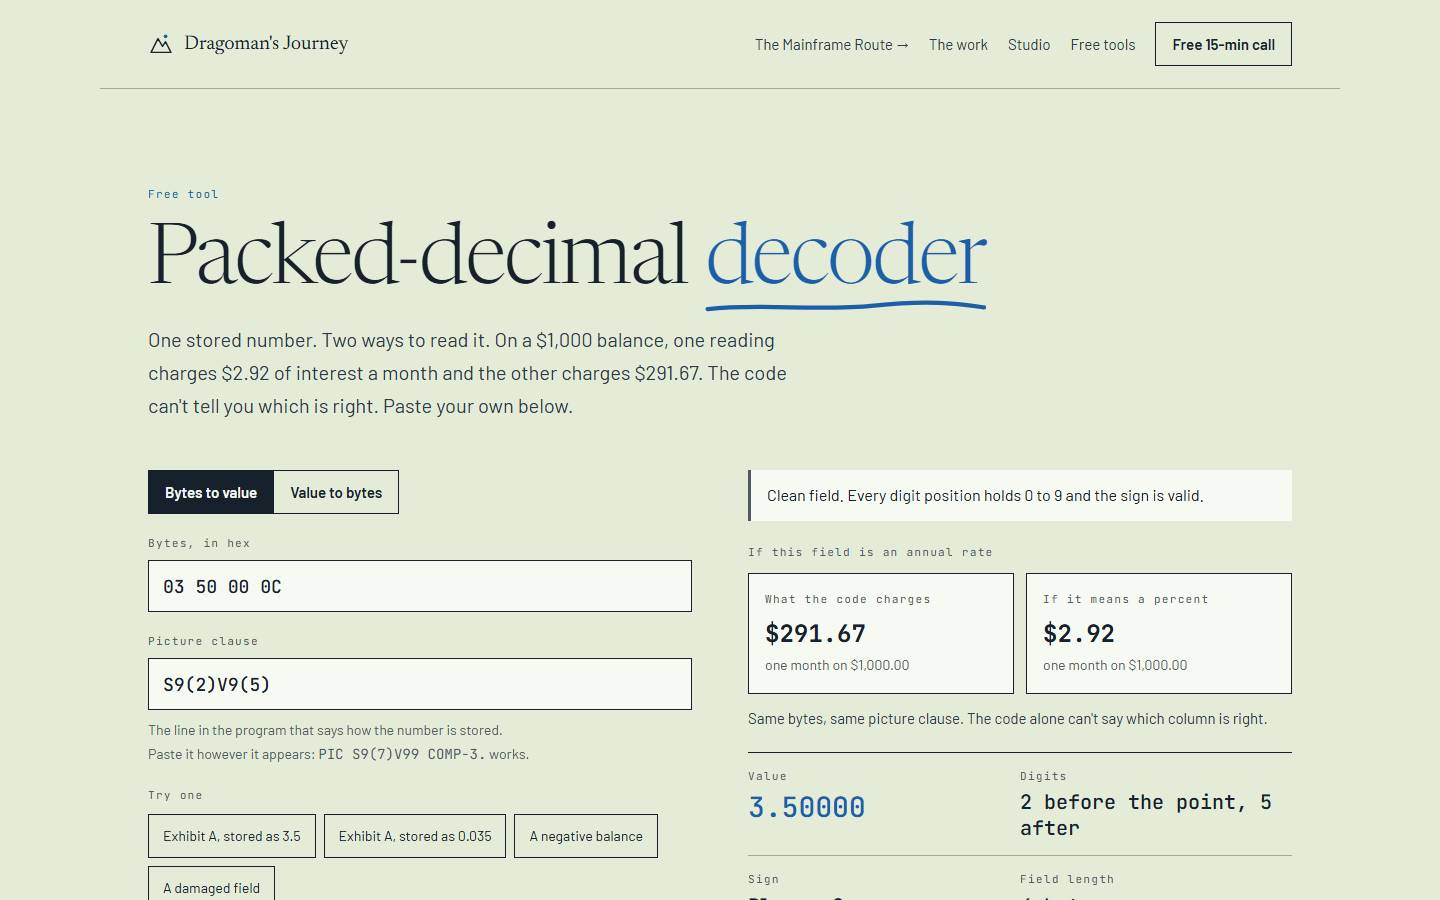 Dragoman's Journey
The Mainframe Route →
The work
Studio
Free tools
Free 15-min call
Free tool
Packed-decimal decoder
One stored number. Two ways to read it. On a $1,000 balance, one reading
charges $2.92 of interest a month and the other charges $291.67. The code
can't tell you which is right. Paste your own below.
Bytes to value
Value to bytes
Bytes, in hex
03 50 00 0C
Picture clause
S9(2)V9(5)
The line in the program that says how the number is stored.
Paste it however it appears: PIC S9(7)V99 COMP-3. works.
Try one
Exhibit A, stored as 3.5
Exhibit A, stored as 0.035
A negative balance
A damaged field
Clean field. Every digit position holds 0 to 9 and the sign is valid.
If this field is an annual rate
What the code charges
$291.67
one month on $1,000.00
If it means a percent
$2.92
one month on $1,000.00
Same bytes, same picture clause. The code alone can't say which column is right.
Value
3.50000
Digits
2 before the point, 5
after
Sign
Field length